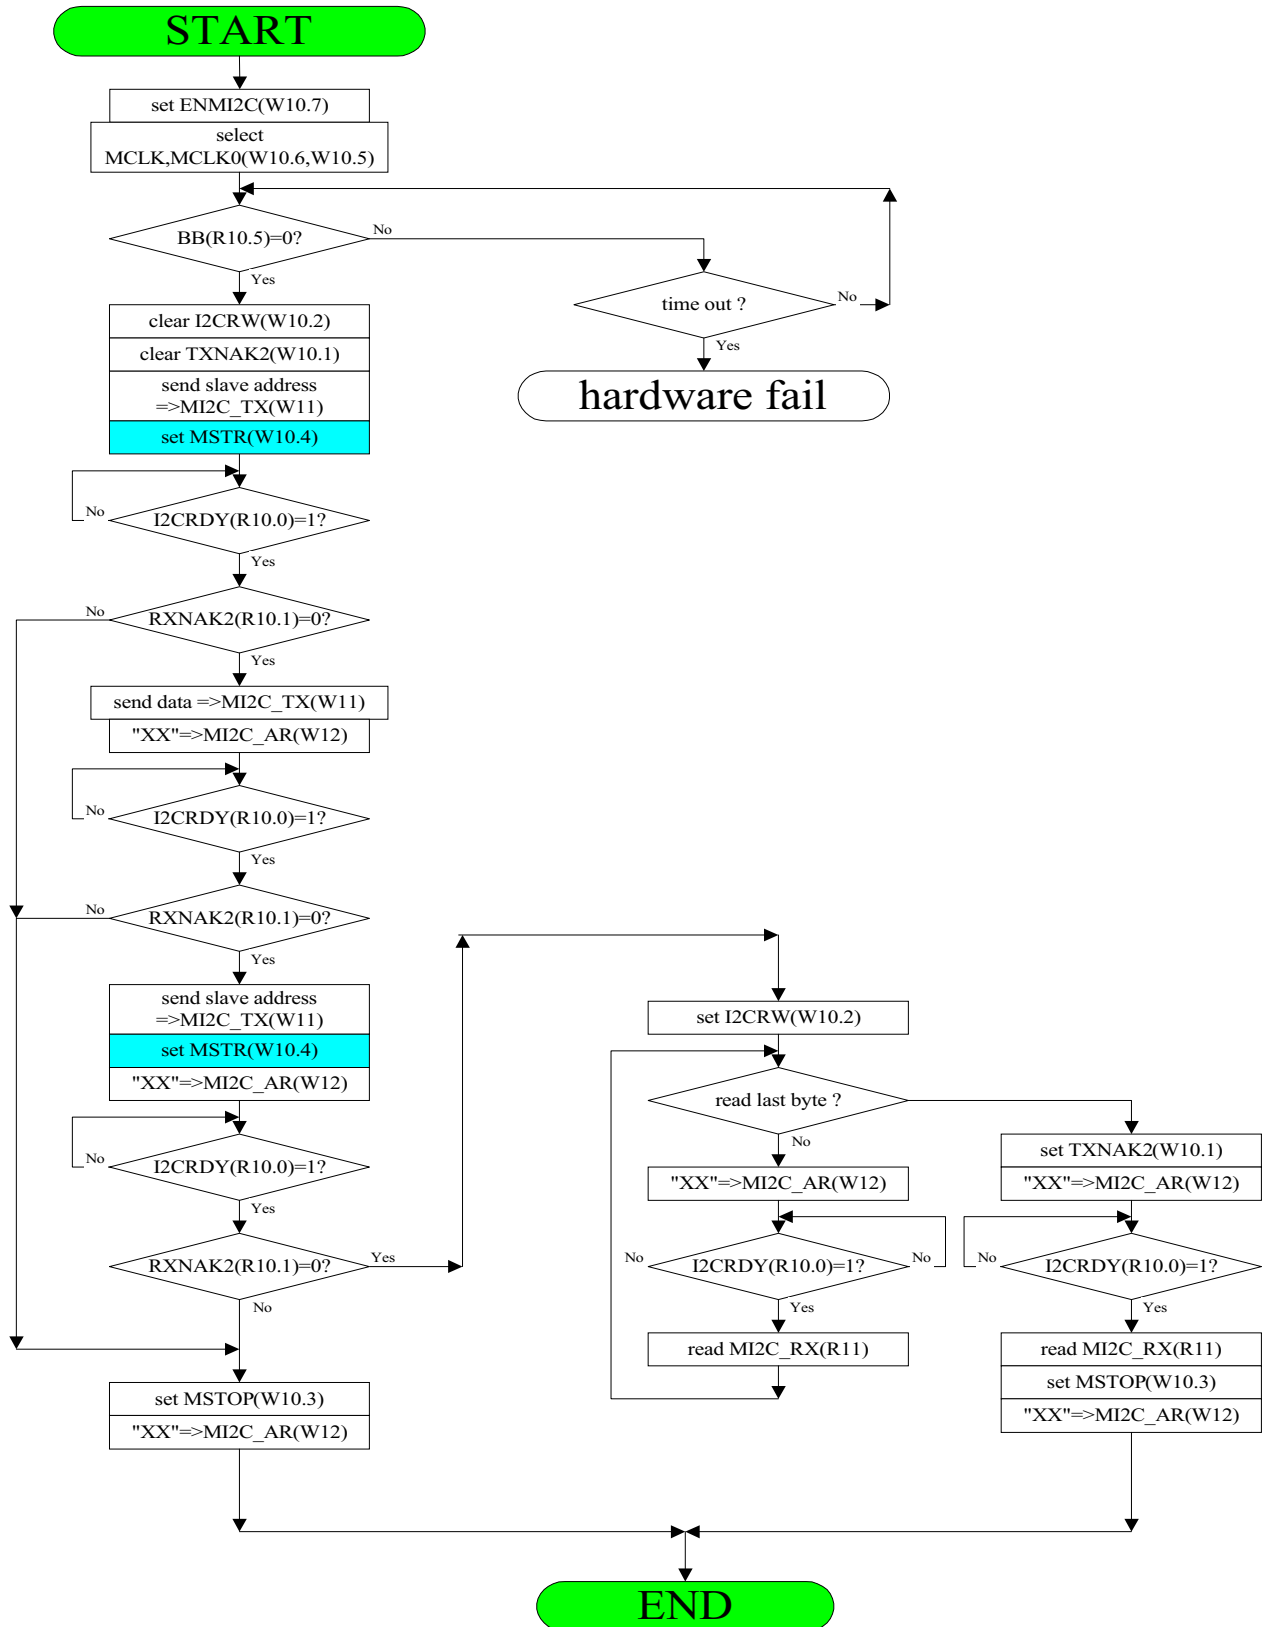 START
set ENMI2C(W10.7)
select
MCLK,MCLK0(W10.6,W10.5)
BB(R10.5)=0?
No
Yes
time out ?
No
Yes
hardware fail
clear I2CRW(W10.2)
clear TXNAK2(W10.1)
send slave address
=>MI2C_TX(W11)
set MSTR(W10.4)
I2CRDY(R10.0)=1?
No
Yes
RXNAK2(R10.1)=0?
No
Yes
send data =>MI2C_TX(W11)
"XX"=>MI2C_AR(W12)
I2CRDY(R10.0)=1?
No
Yes
RXNAK2(R10.1)=0?
No
Yes
send slave address
=>MI2C_TX(W11)
set MSTR(W10.4)
"XX"=>MI2C_AR(W12)
I2CRDY(R10.0)=1?
No
Yes
RXNAK2(R10.1)=0?
Yes
No
set MSTOP(W10.3)
"XX"=>MI2C_AR(W12)
set I2CRW(W10.2)
read last byte ?
No
"XX"=>MI2C_AR(W12)
No
I2CRDY(R10.0)=1?
No
Yes
read MI2C_RX(R11)
set TXNAK2(W10.1)
"XX"=>MI2C_AR(W12)
No
I2CRDY(R10.0)=1?
Yes
read MI2C_RX(R11)
set MSTOP(W10.3)
"XX"=>MI2C_AR(W12)
END